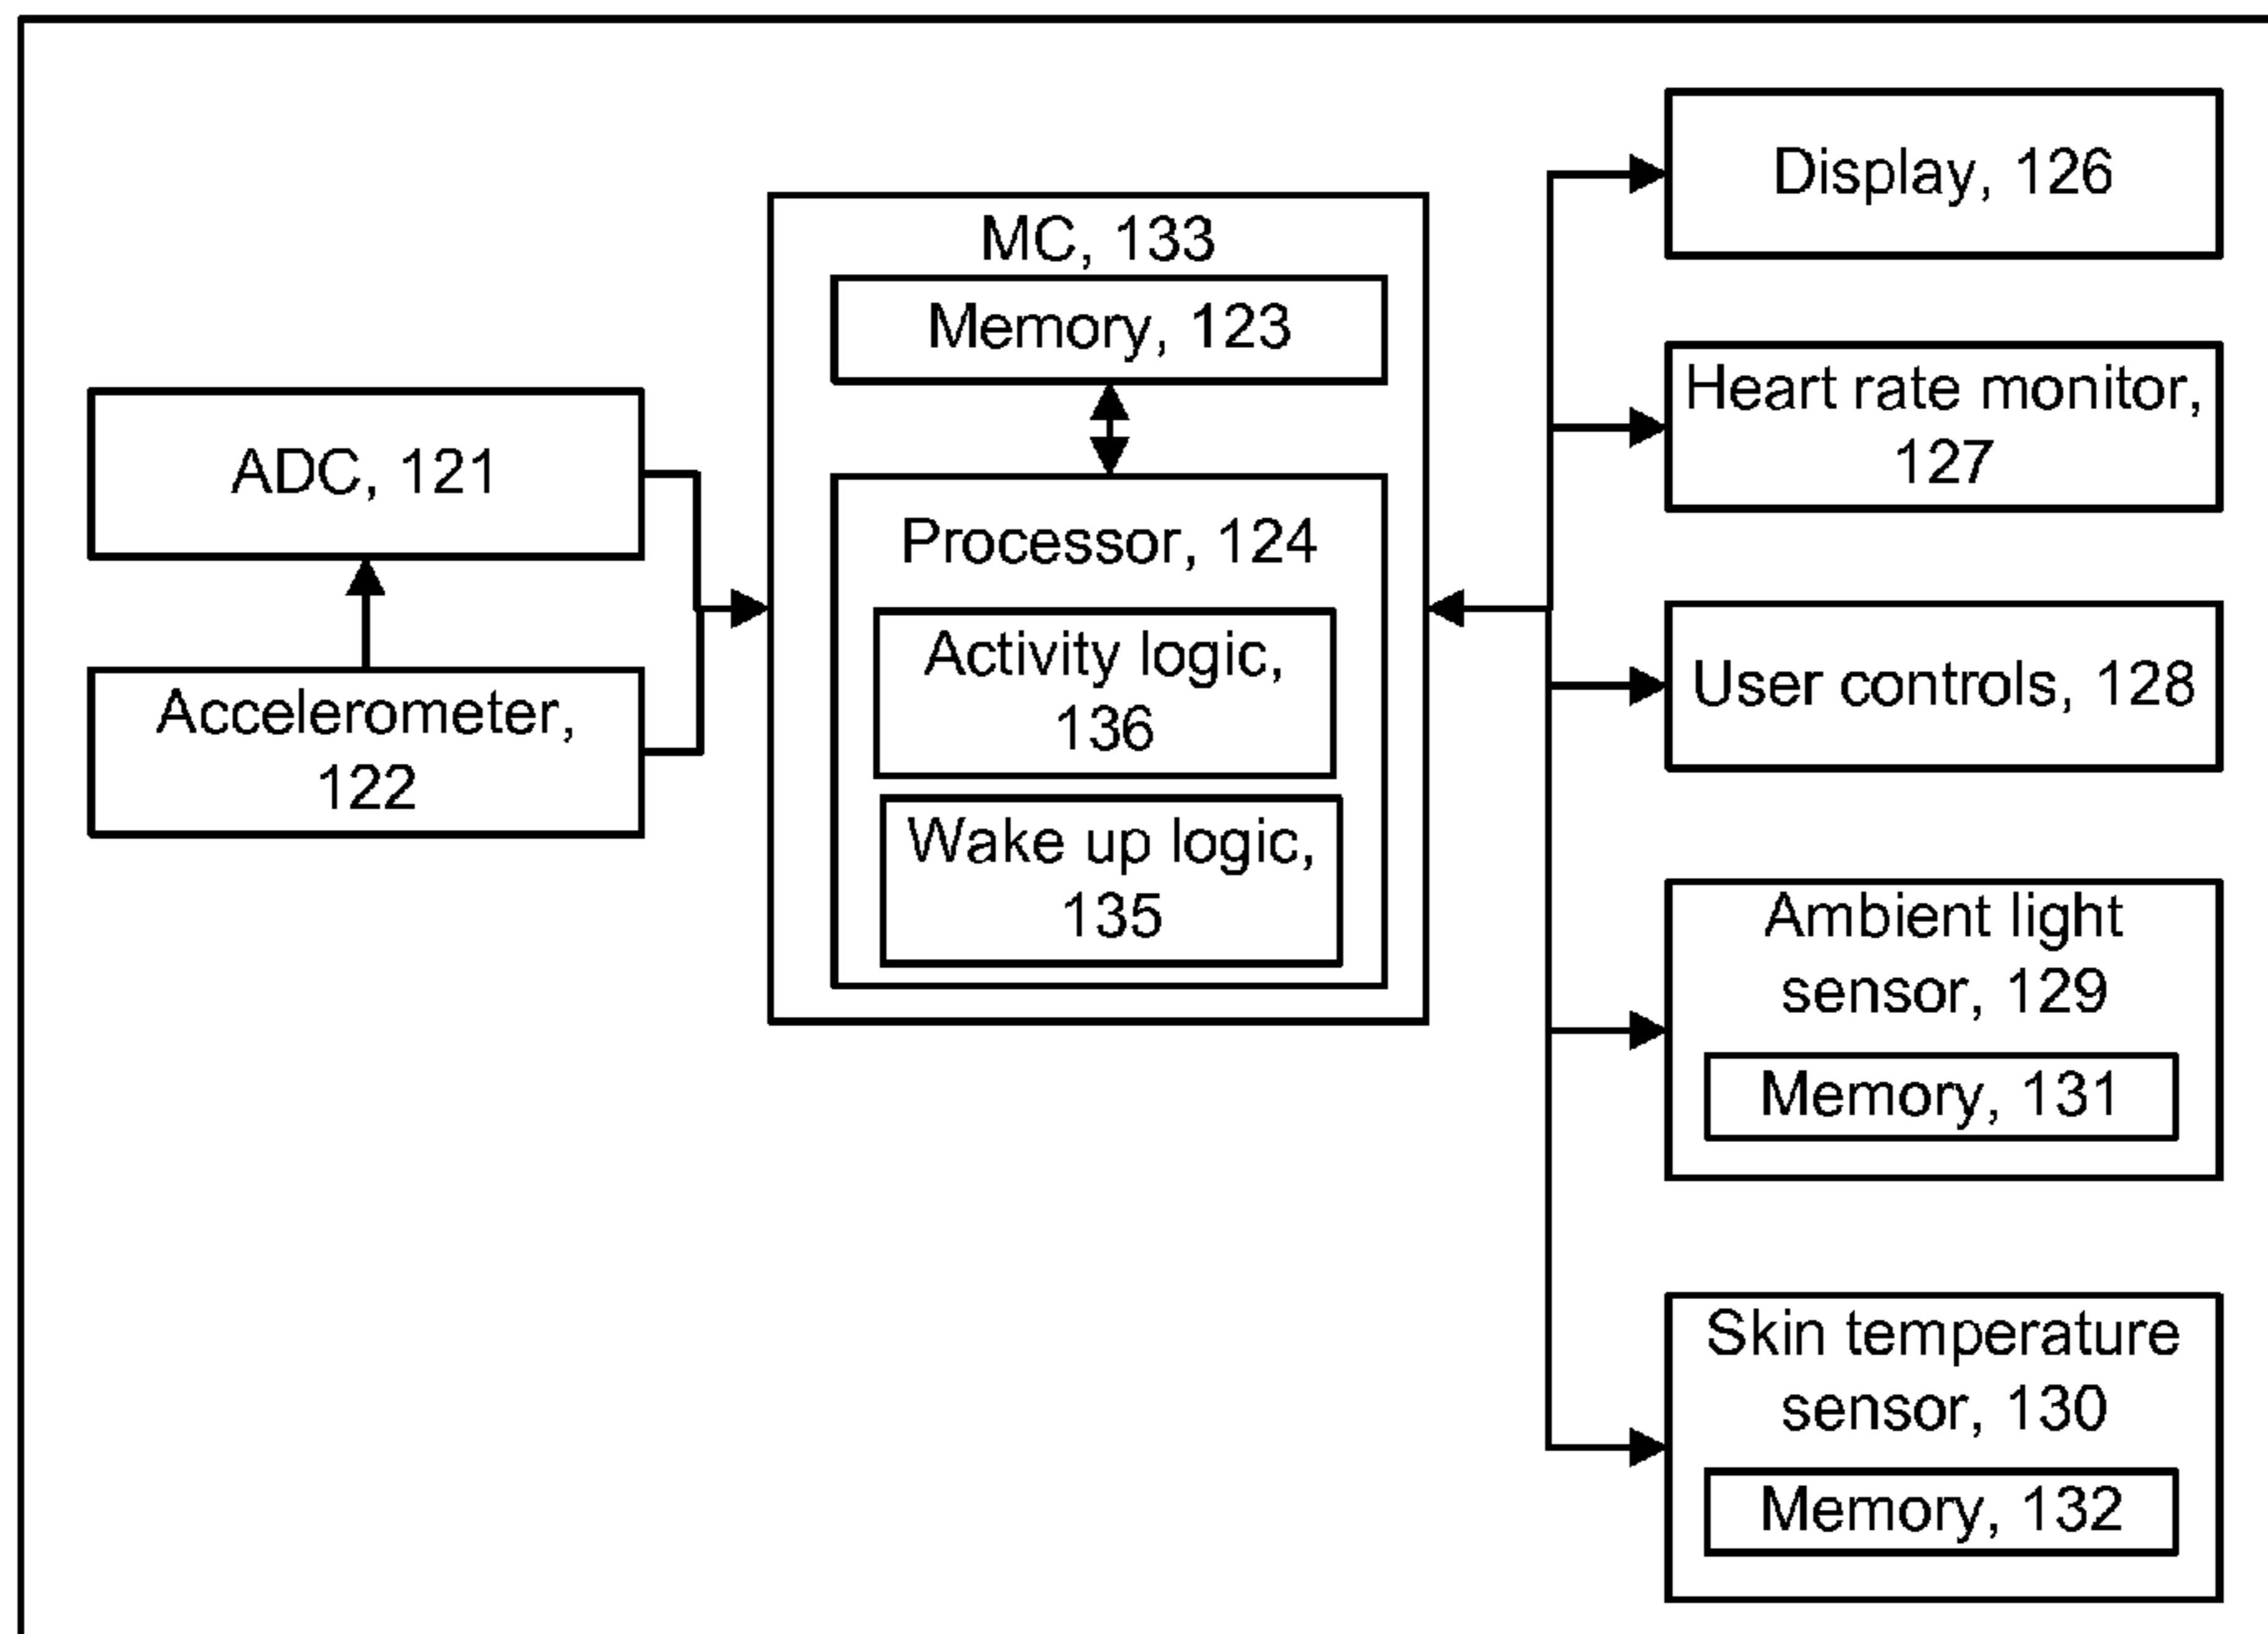 ADC, 121
Accelerometer,
122
MC, 133
Memory, 123
Processor, 124
Activity logic,
136
Wake up logic,
135
Display, 126
Heart rate monitor,
127
User controls, 128
Ambient light
sensor, 129
Memory, 131
Skin temperature
sensor, 130
Memory, 132